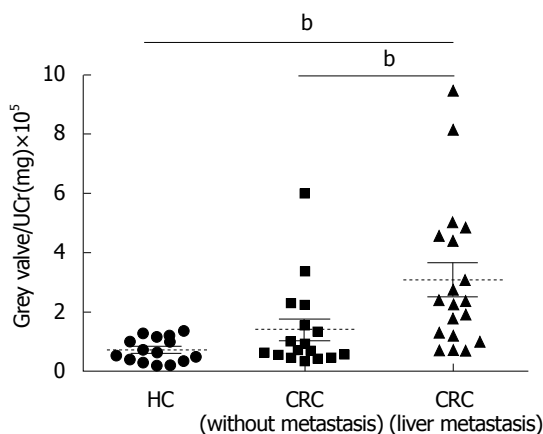 b
b
Grey valve/UCr(mg)×10⁵
10
8
6
4
2
0
HC
CRC
(without metastasis)
CRC
(liver metastasis)